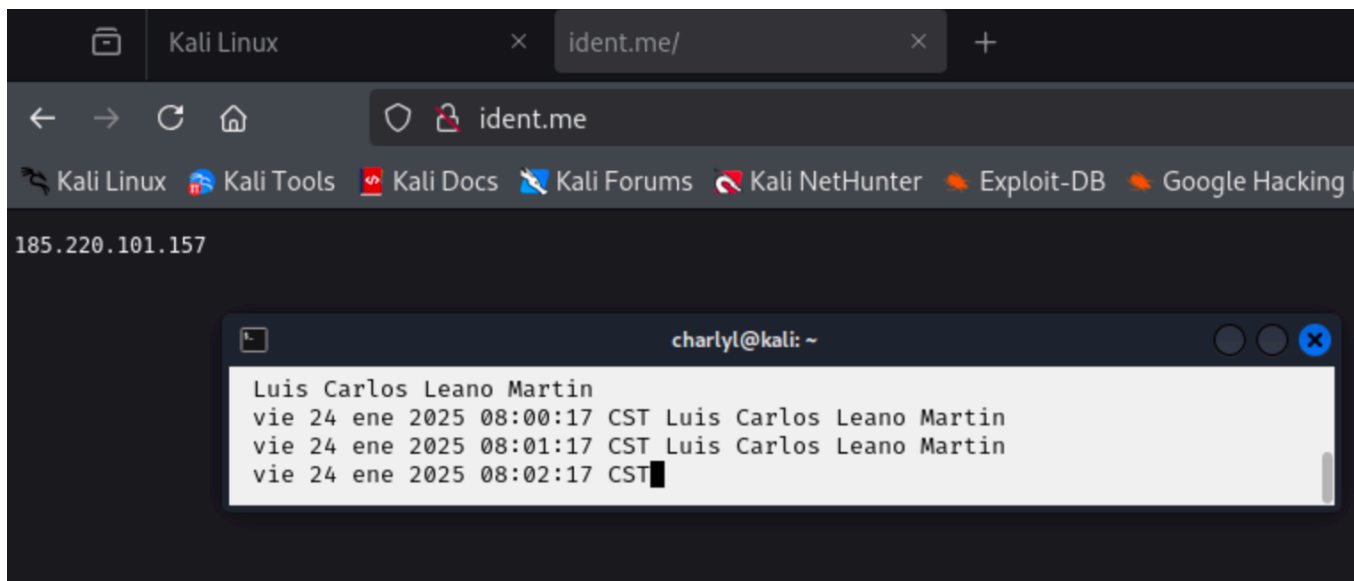 Kali Linux
ident.me/
ident.me
Kali Linux Kali Tools Kali Docs Kali Forums Kali NetHunter Exploit-DB Google Hacking
185.220.101.157
charlyl@kali: ~
Luis Carlos Leano Martin
vie 24 ene 2025 08:00:17 CST Luis Carlos Leano Martin
vie 24 ene 2025 08:01:17 CST Luis Carlos Leano Martin
vie 24 ene 2025 08:02:17 CST